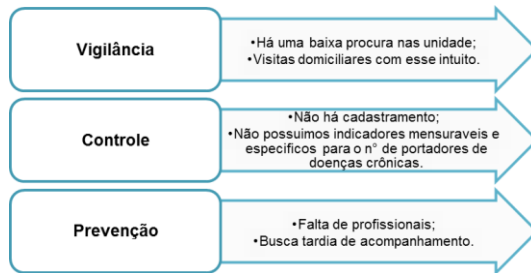 Vigilância
•Há uma baixa procura nas unidade;
•Visitas domiciliares com esse intuito.
Controle
•Não há cadastramento;
•Não possuimos indicadores mensuraveis e
especificos para o n° de portadores de
doenças crônicas.
Prevenção
•Falta de profissionais;
•Busca tardia de acompanhamento.